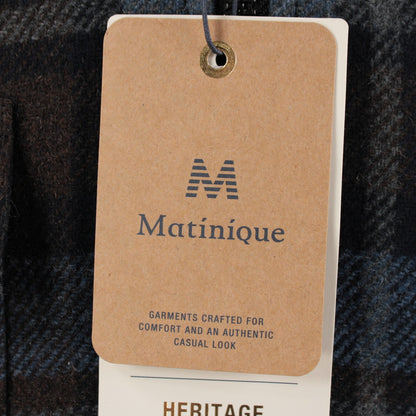 M
Matinique
GARMENTS CRAFTED FOR
COMFORT AND AN AUTHENTIC
CASUAL LOOK
HERITAGE